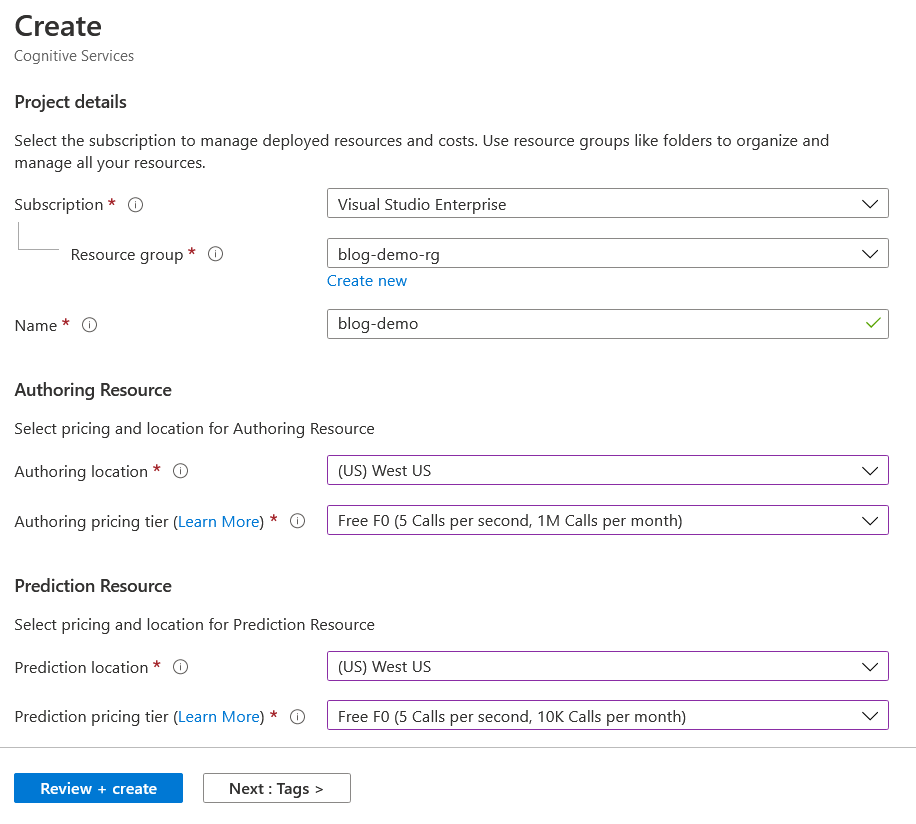 Create
Cognitive Services
Project details
Select the subscription to manage deployed resources and costs. Use resource groups like folders to organize and
manage all your resources.
Subscription *
Visual Studio Enterprise
Resource group *
blog-demo-rg
Create new
Name *
blog-demo
Authoring Resource
Select pricing and location for Authoring Resource
Authoring location *
(US) West US
Authoring pricing tier (Learn More) *
Free F0 (5 Calls per second, 1M Calls per month)
Prediction Resource
Select pricing and location for Prediction Resource
Prediction location *
(US) West US
Prediction pricing tier (Learn More) *
Free F0 (5 Calls per second, 10K Calls per month)
Review + create
Next : Tags >